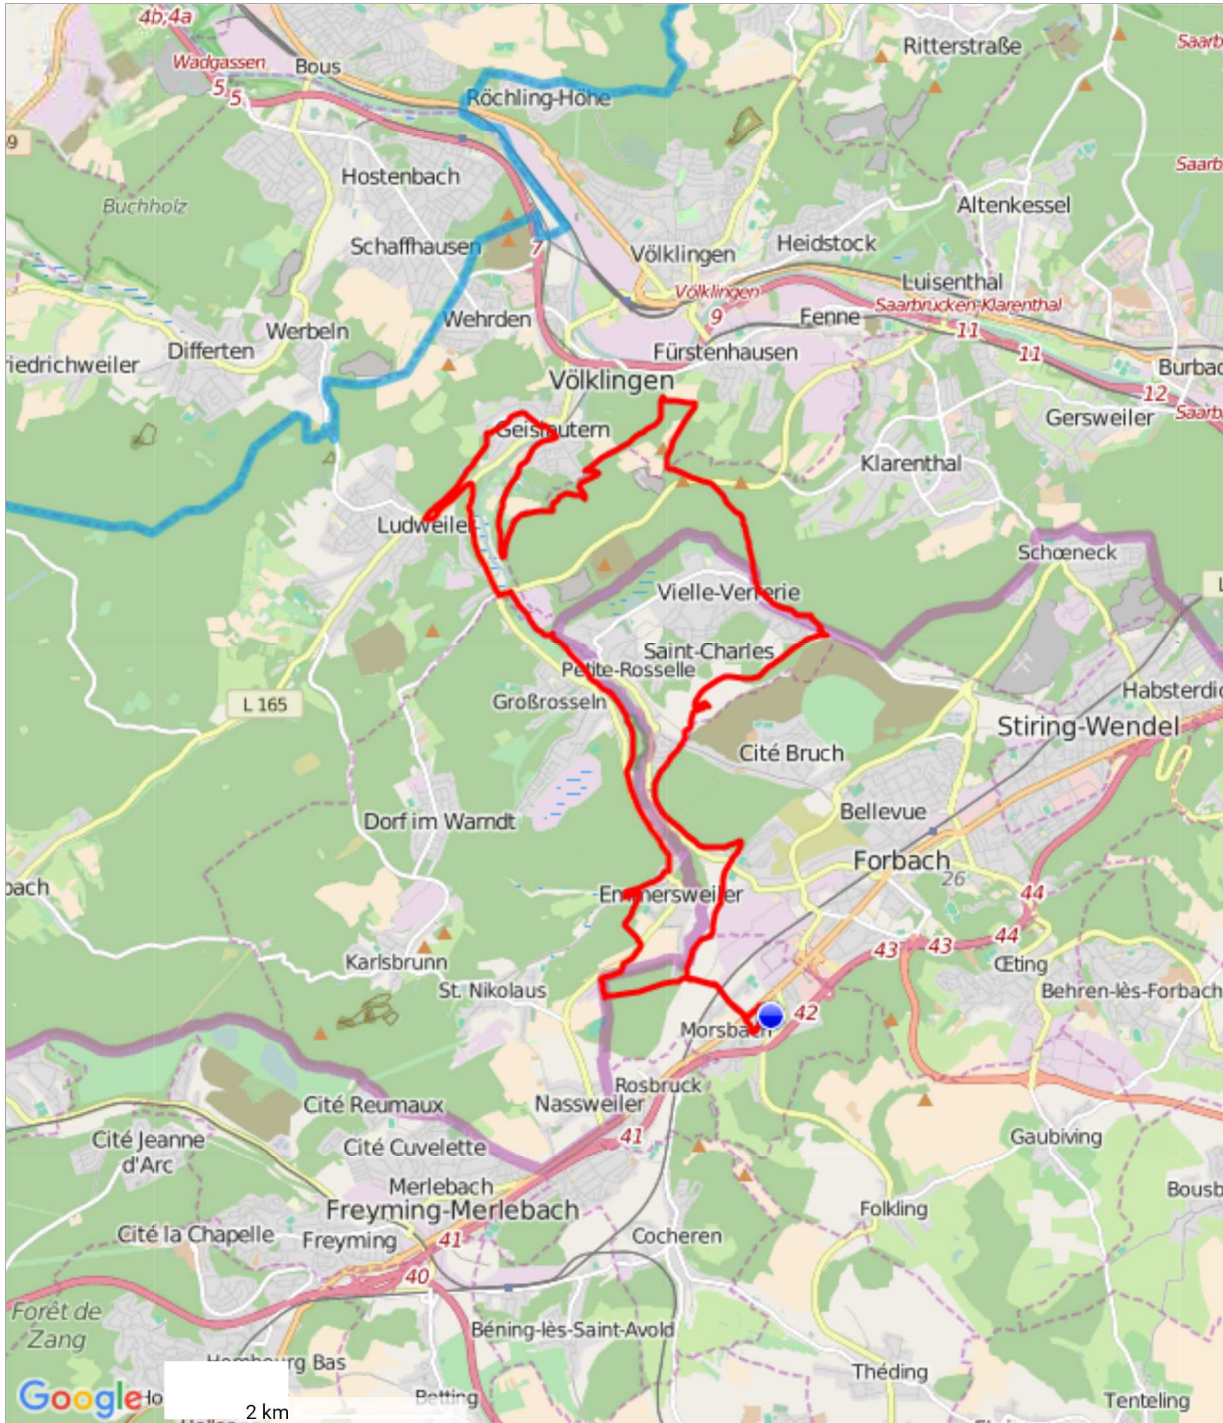 4b;4a
Ritterstraße
Saarb
Wadgassen
Bous
5
5
Röchling-Höhe
9
Saarb
Hostenbach
Buchholz
Altenkessel
Schaffhausen
7
Völklingen
Heidstock
Luisenthal
Völklingen
Saarbrücken-Klarenthal
Wehrden
9
Fenne
11
Werbeln
Differten
Fürstenhausen
11
riedrichweiler
Burbac
Völklingen
12
Saarb
Gersweiler
Geislautern
Klarenthal
Ludweiler
Schœneck
L
Vielle-Verrerie
Saint-Charles
Petite-Rosselle
Habsterdic
L 165
Großrosseln
Stiring-Wendel
Cité Bruch
Dorf im Warndt
Bellevue
Forbach
26
bach
Emmersweiler
44
43
43
44
Karlsbrunn
Œting
St. Nikolaus
Behren-lès-Forbach
42
Morsbach
Rosbruck
Cité Reumaux
Nassweiler
Cité Jeanne
d'Arc
41
Gaubiving
Cité Cuvelette
Merlebach
Bousb
Freyming-Merlebach
Folkling
Cité la Chapelle
Freyming
41
Cocheren
40
Forêt de
Zang
Béning-lès-Saint-Avold
Hombourg Bas
Théding
Google
Ho
Betting
Tenteling
2 km